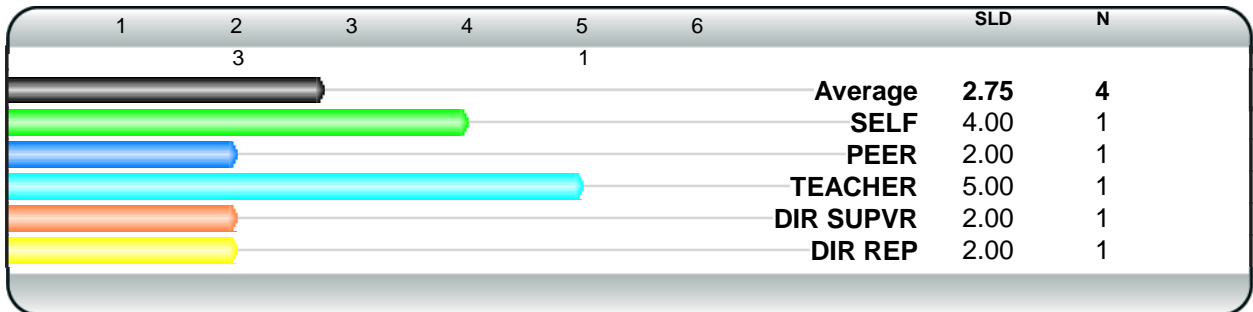 1 2 3 4 5 6 SLD N
3 1
Average 2.75 4
SELF 4.00 1
PEER 2.00 1
TEACHER 5.00 1
DIR SUPVR 2.00 1
DIR REP 2.00 1